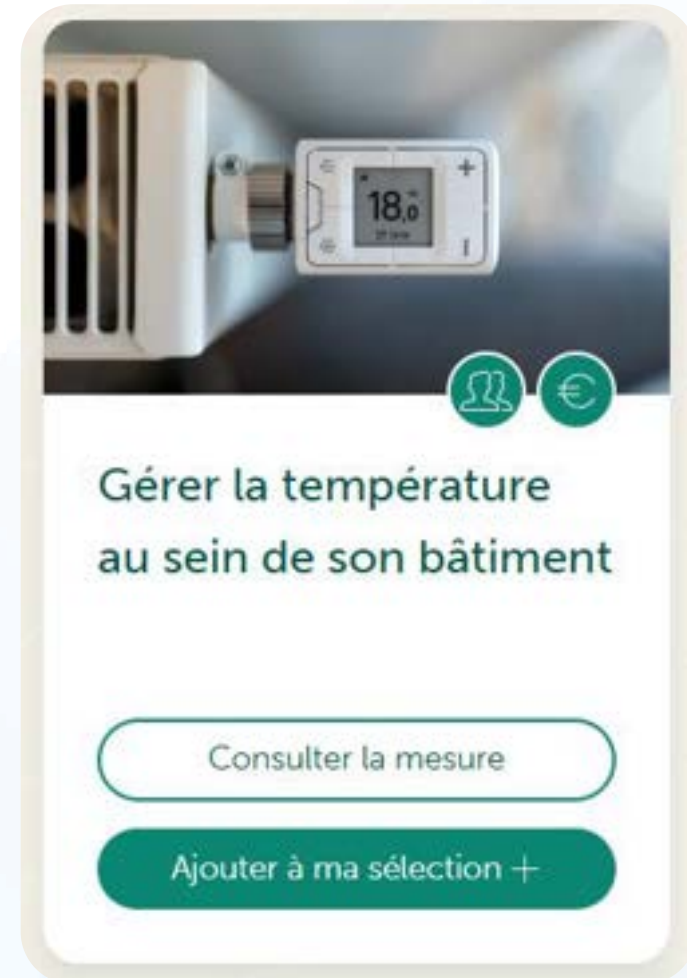 +
18,0
Gérer la température
au sein de son bâtiment
Consulter la mesure
Ajouter à ma sélection +